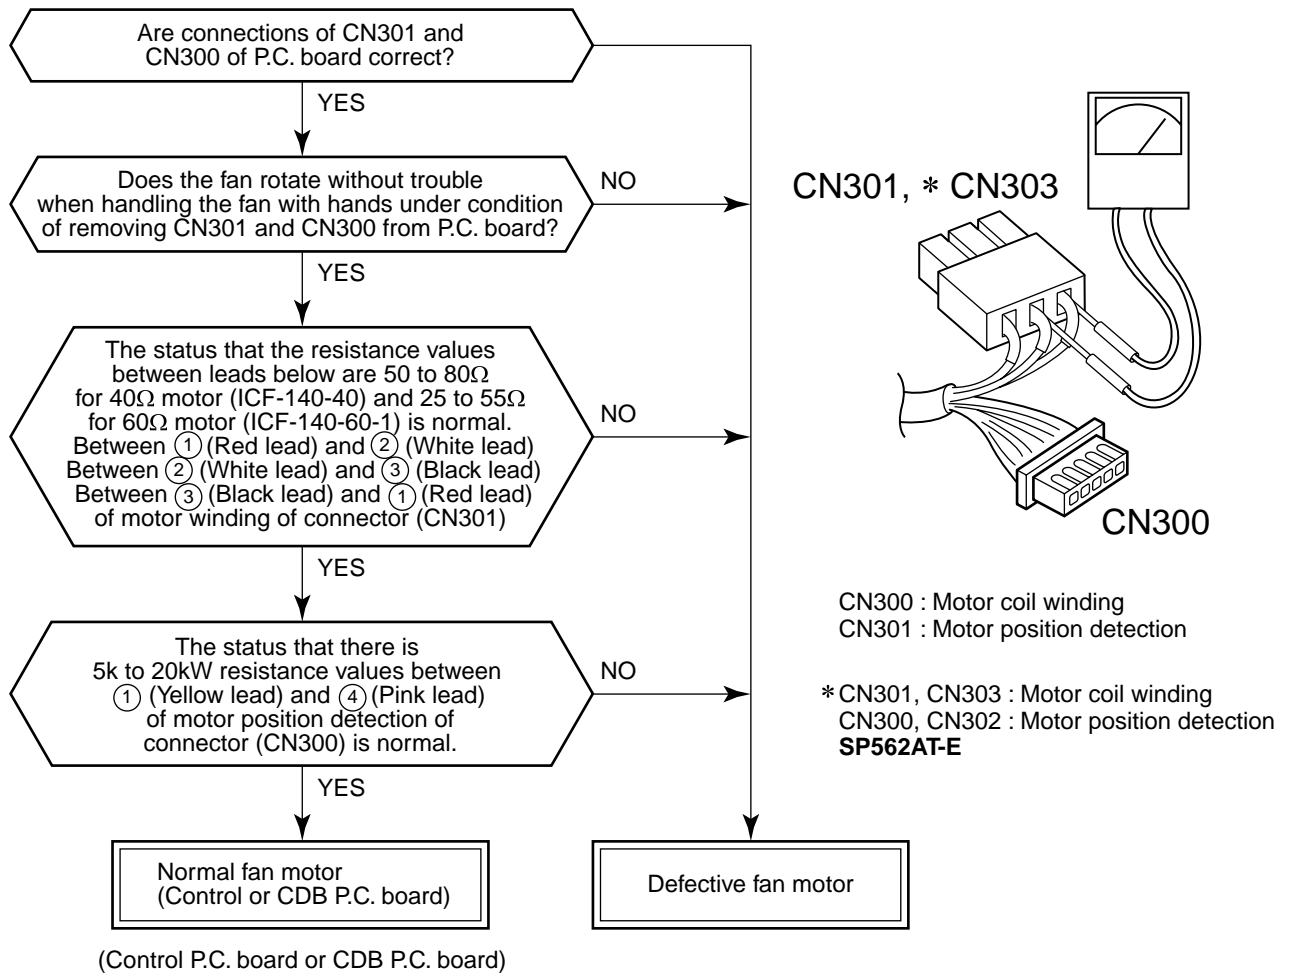 Are connections of CN301 and
CN300 of P.C. board correct?
YES
Does the fan rotate without trouble
when handling the fan with hands under condition
of removing CN301 and CN300 from P.C. board?
NO
YES
The status that the resistance values
between leads below are 50 to 80Ω
for 40Ω motor (ICF-140-40) and 25 to 55Ω
for 60Ω motor (ICF-140-60-1) is normal.
Between ① (Red lead) and ② (White lead)
Between ② (White lead) and ③ (Black lead)
Between ③ (Black lead) and ① (Red lead)
of motor winding of connector (CN301)
NO
YES
The status that there is
5k to 20kW resistance values between
① (Yellow lead) and ④ (Pink lead)
of motor position detection of
connector (CN300) is normal.
NO
YES
Normal fan motor
(Control or CDB P.C. board)
Defective fan motor
(Control P.C. board or CDB P.C. board)
CN301, * CN303
CN300
CN300 : Motor coil winding
CN301 : Motor position detection
* CN301, CN303 : Motor coil winding
CN300, CN302 : Motor position detection
SP562AT-E